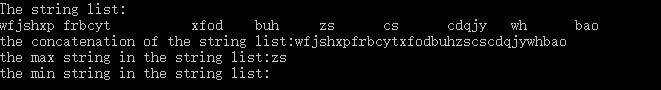 The string list:
wfjshxp frbcyt xfod buh zs cs cdqjy wh bao
the concatenation of the string list:wfjshxpfrbcytxfodbuhzscscdqjywhbao
the max string in the string list:zs
the min string in the string list: